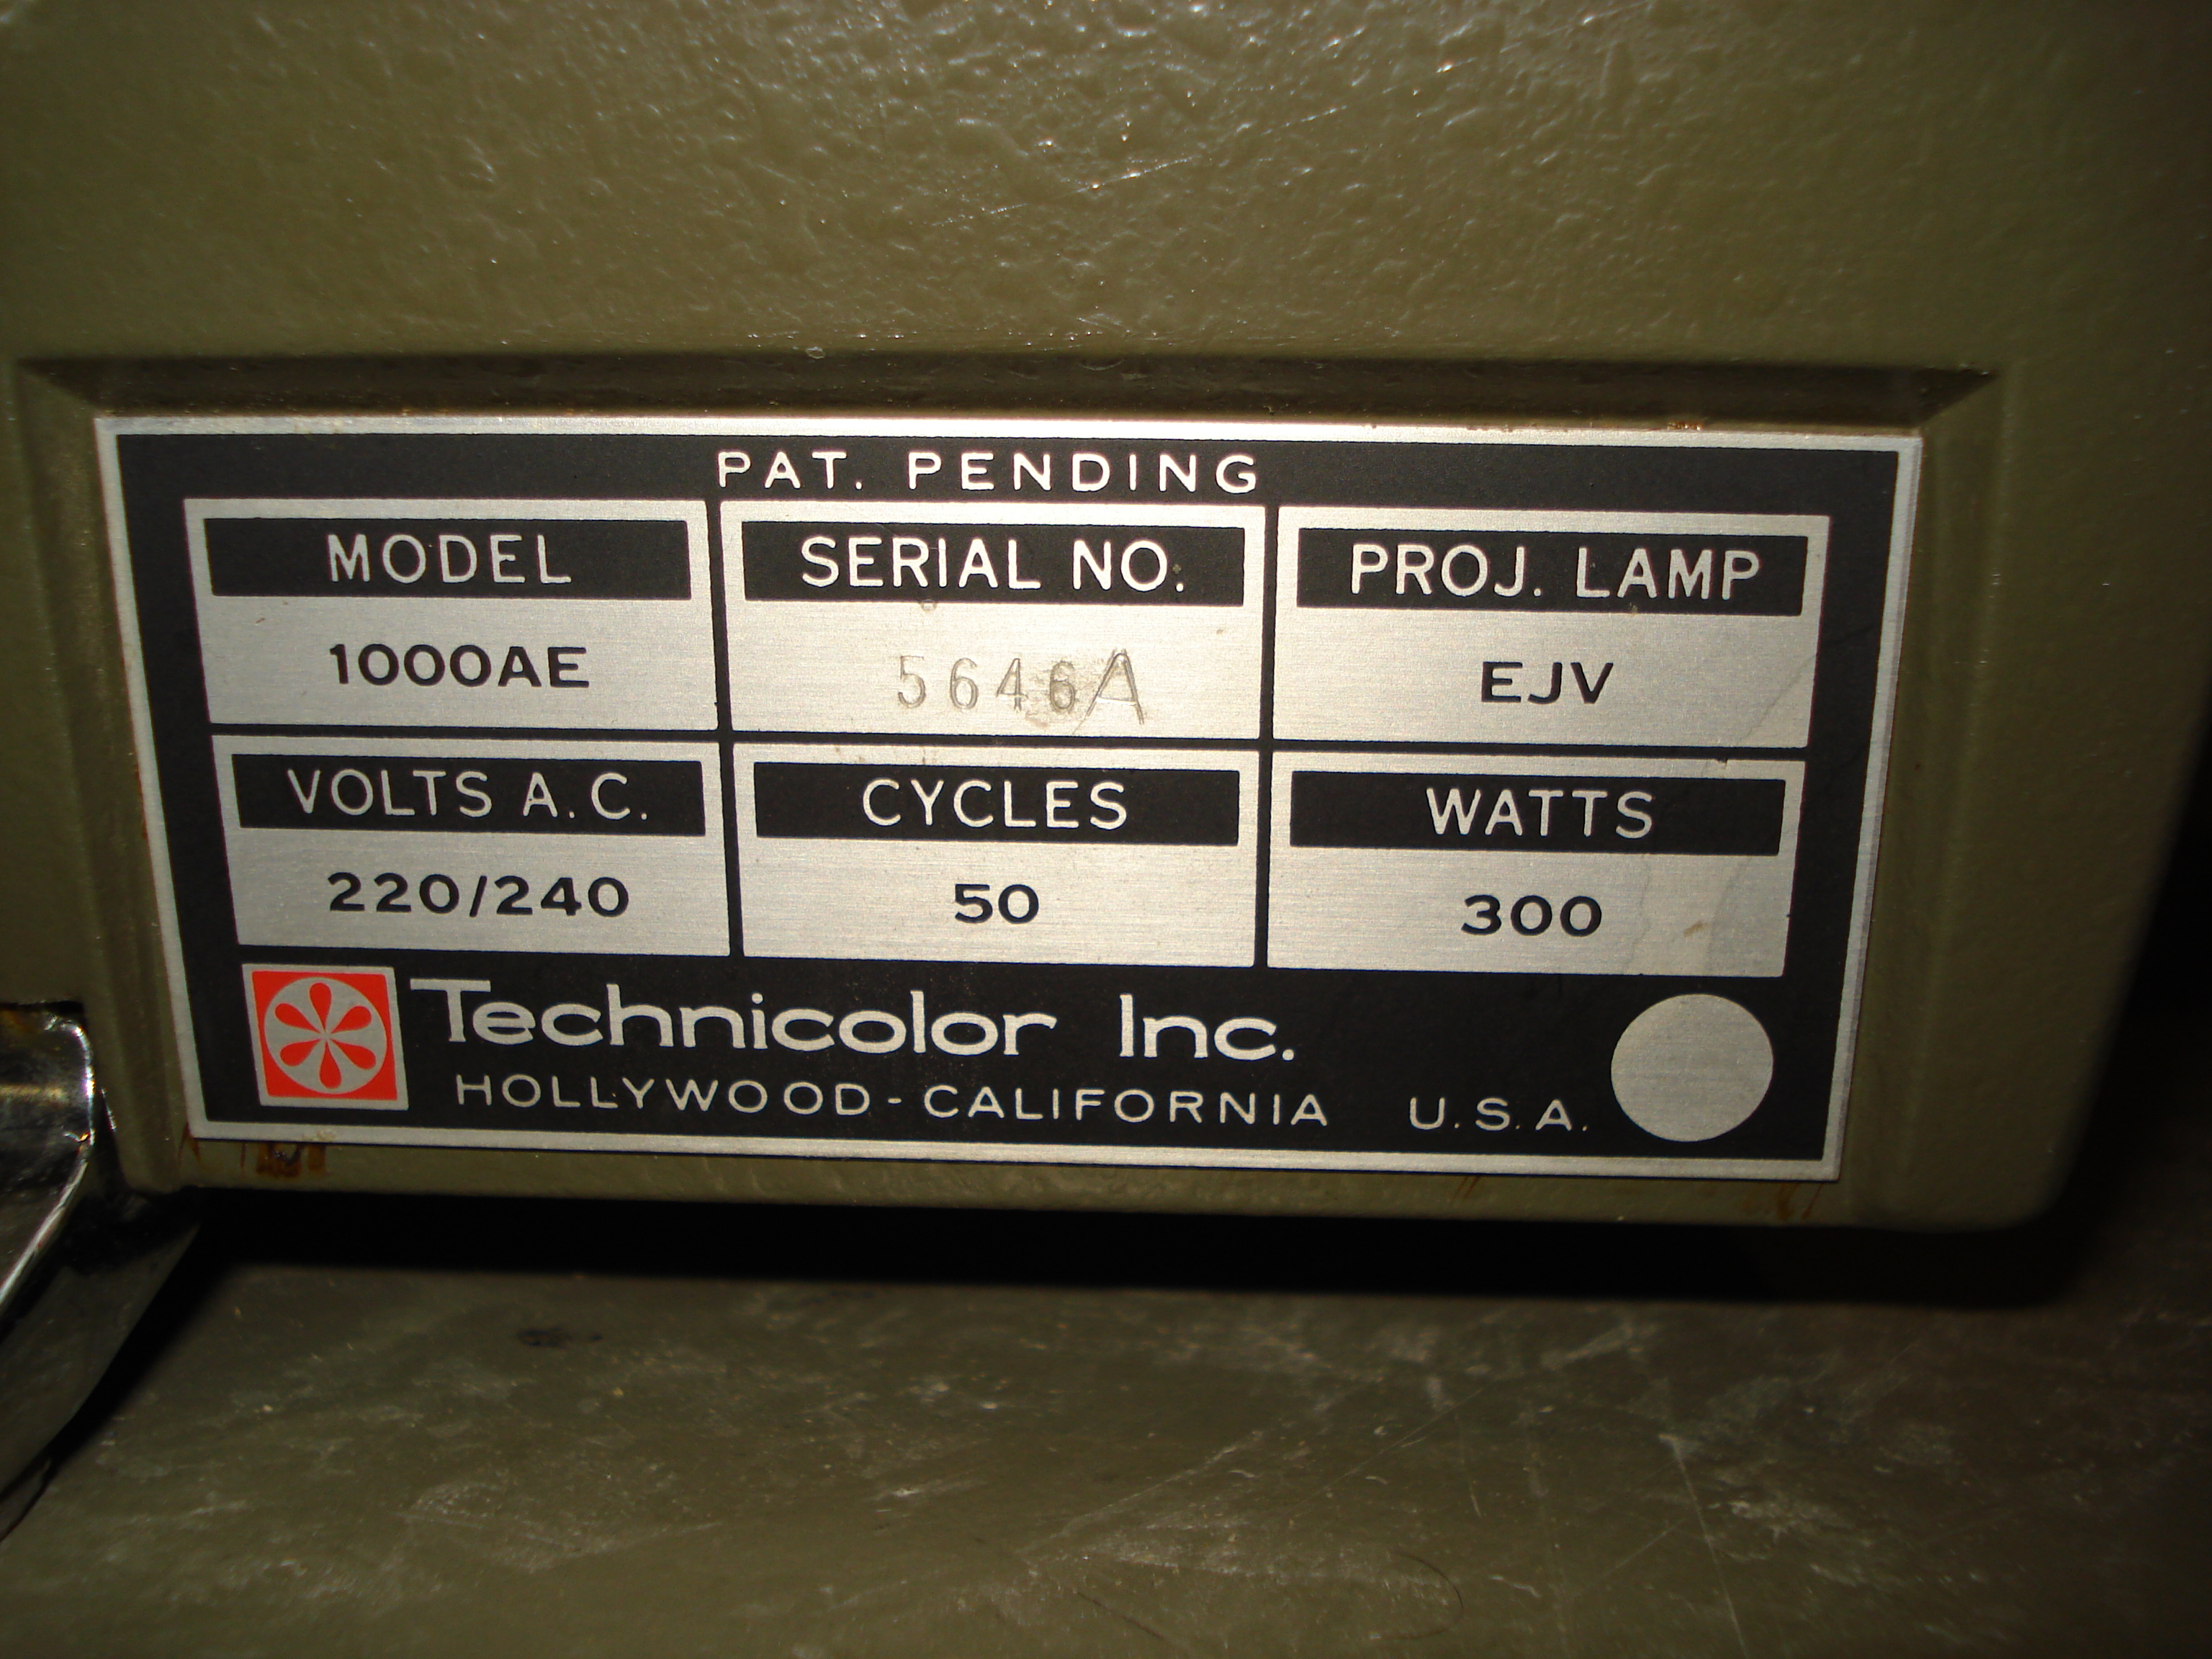 PAT. PENDING
MODEL
SERIAL NO.
PROJ. LAMP
1000AE
5646A
EJV
VOLTS A.C.
CYCLES
WATTS
220/240
50
300
Technicolor Inc.
HOLLYWOOD-CALIFORNIA U.S.A.